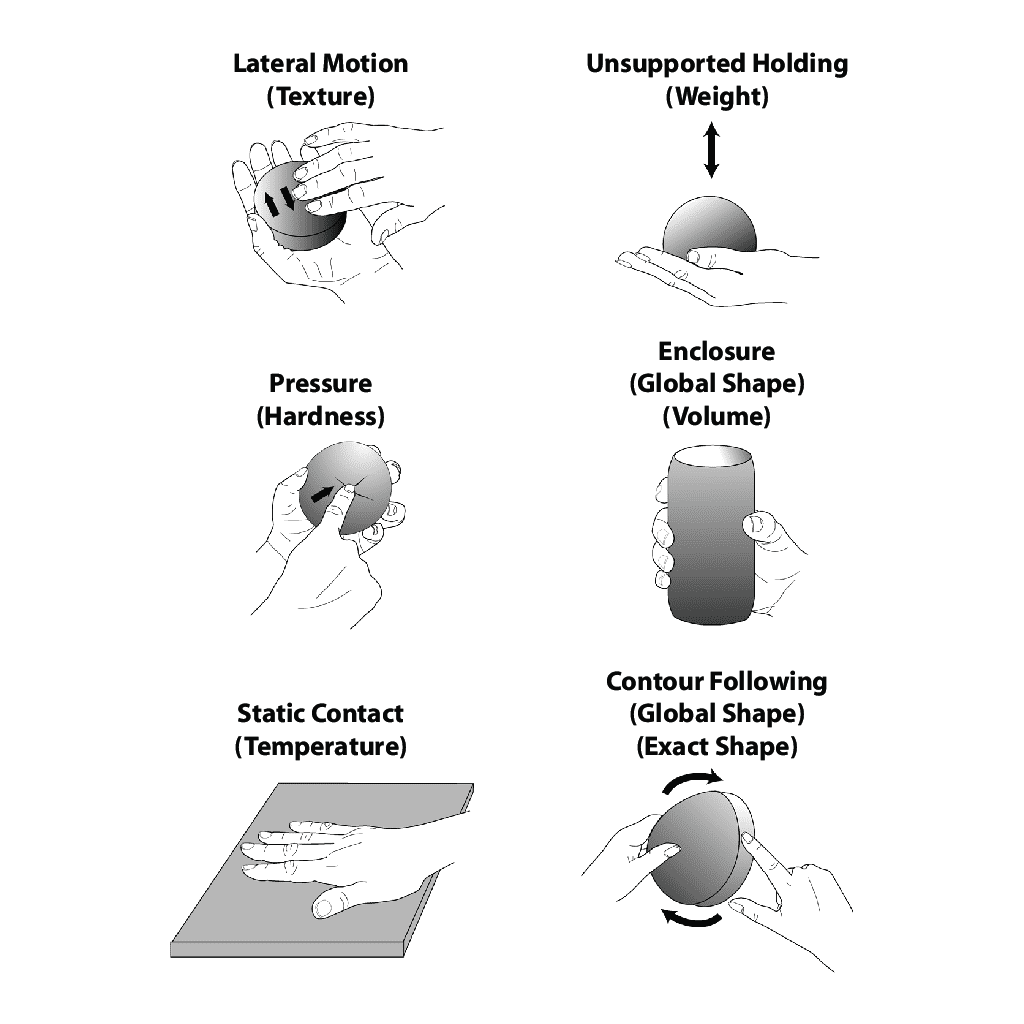 Lateral Motion
(Texture)
Unsupported Holding
(Weight)
Pressure
(Hardness)
Enclosure
(Global Shape)
(Volume)
Static Contact
(Temperature)
Contour Following
(Global Shape)
(Exact Shape)